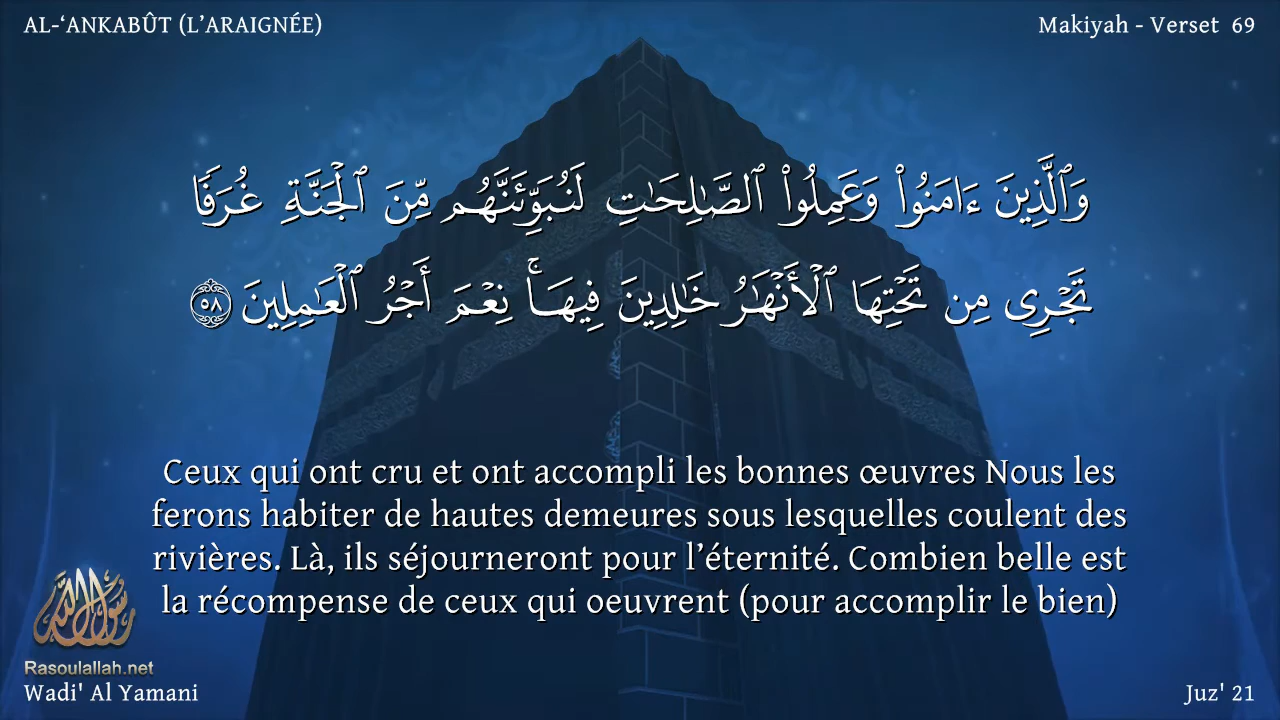 AL-‘ANKABÛT (L’ARAIGNÉE)
Makiyah - Verset 69
وَٱلَّذِينَ ءَامَنُوا۟ وَعَمِلُوا۟ ٱلصَّـٰلِحَـٰتِ لَنُبَوِّئَنَّهُم مِّنَ ٱلْجَنَّةِ غُرَفًا
تَجْرِى مِن تَحْتِهَا ٱلْأَنْهَـٰرُ خَـٰلِدِينَ فِيهَا ۚ نِعْمَ أَجْرُ ٱلْعَـٰمِلِينَ ٥٨
Ceux qui ont cru et ont accompli les bonnes œuvres Nous les
ferons habiter de hautes demeures sous lesquelles coulent des
rivières. Là, ils séjourneront pour l’éternité. Combien belle est
la récompense de ceux qui oeuvrent (pour accomplir le bien)
رسول الله
Rasoulallah.net
Wadi' Al Yamani
Juz' 21